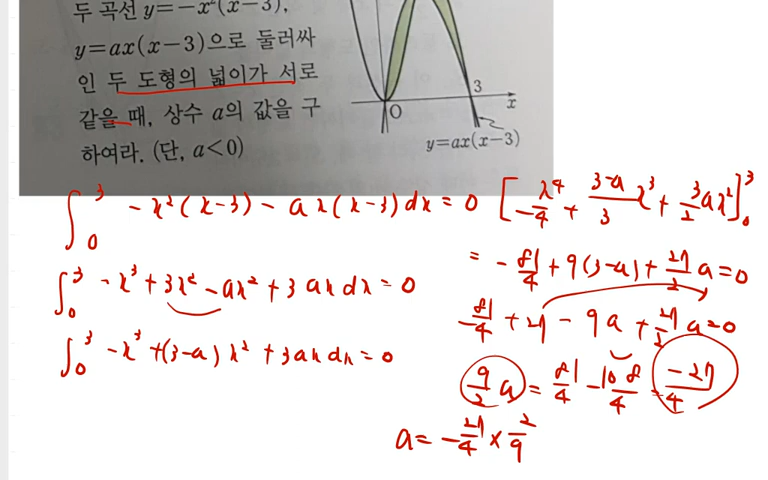 두 곡선 y=-x²(x-3),
y=ax(x-3)으로 둘러싸
인 두 도형의 넓이가 서로
같을 때, 상수 a의 값을 구
하여라. (단, a<0)
3
O
x
y=ax(x-3)
∫₀³ -x²(x-3) - ax(x-3)dx = 0
∫₀³ -x³+3x²-ax²+3axdx=0
∫₀³ -x³+(3-a)x²+3axdx=0
[-x⁴/4 + (3-a)/3 x³ + 3/2 ax²]₀³
= -81/4 + 9(3-a) + 27/2 a = 0
-81/4 + 27 - 9a + 27/2 a = 0
9/2 a = 81/4 - 108/4 = -27/4
a = -27/4 × 2/9